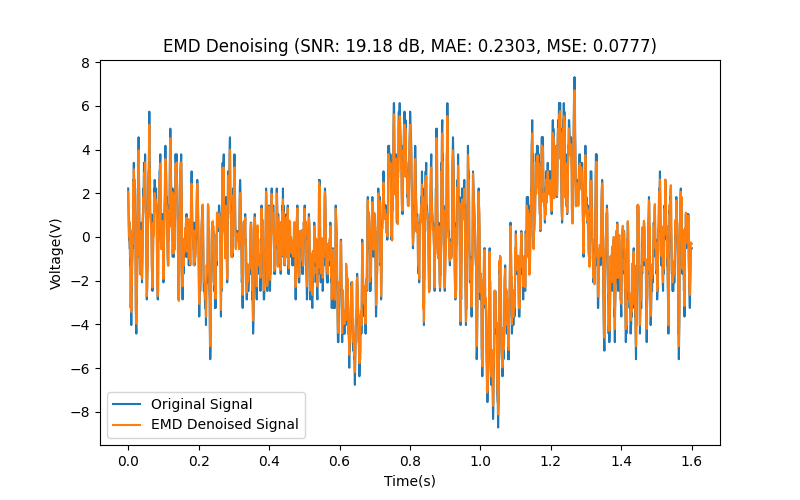 EMD Denoising (SNR: 19.18 dB, MAE: 0.2303, MSE: 0.0777)
8
6
4
2
0
−2
−4
−6
−8
Voltage(V)
Original Signal
EMD Denoised Signal
0.0 0.2 0.4 0.6 0.8 1.0 1.2 1.4 1.6
Time(s)